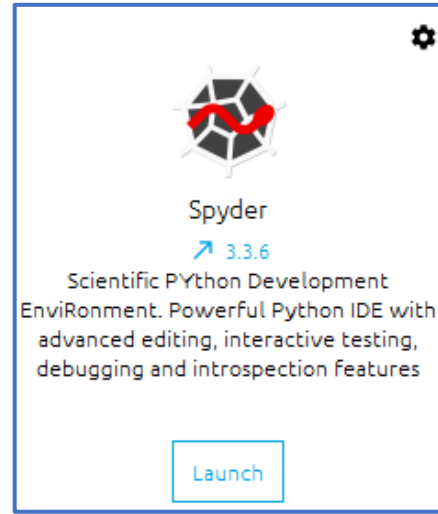 Spyder
3.3.6
Scientific PYthon Development
EnviRonment. Powerful Python IDE with
advanced editing, interactive testing,
debugging and introspection features
Launch